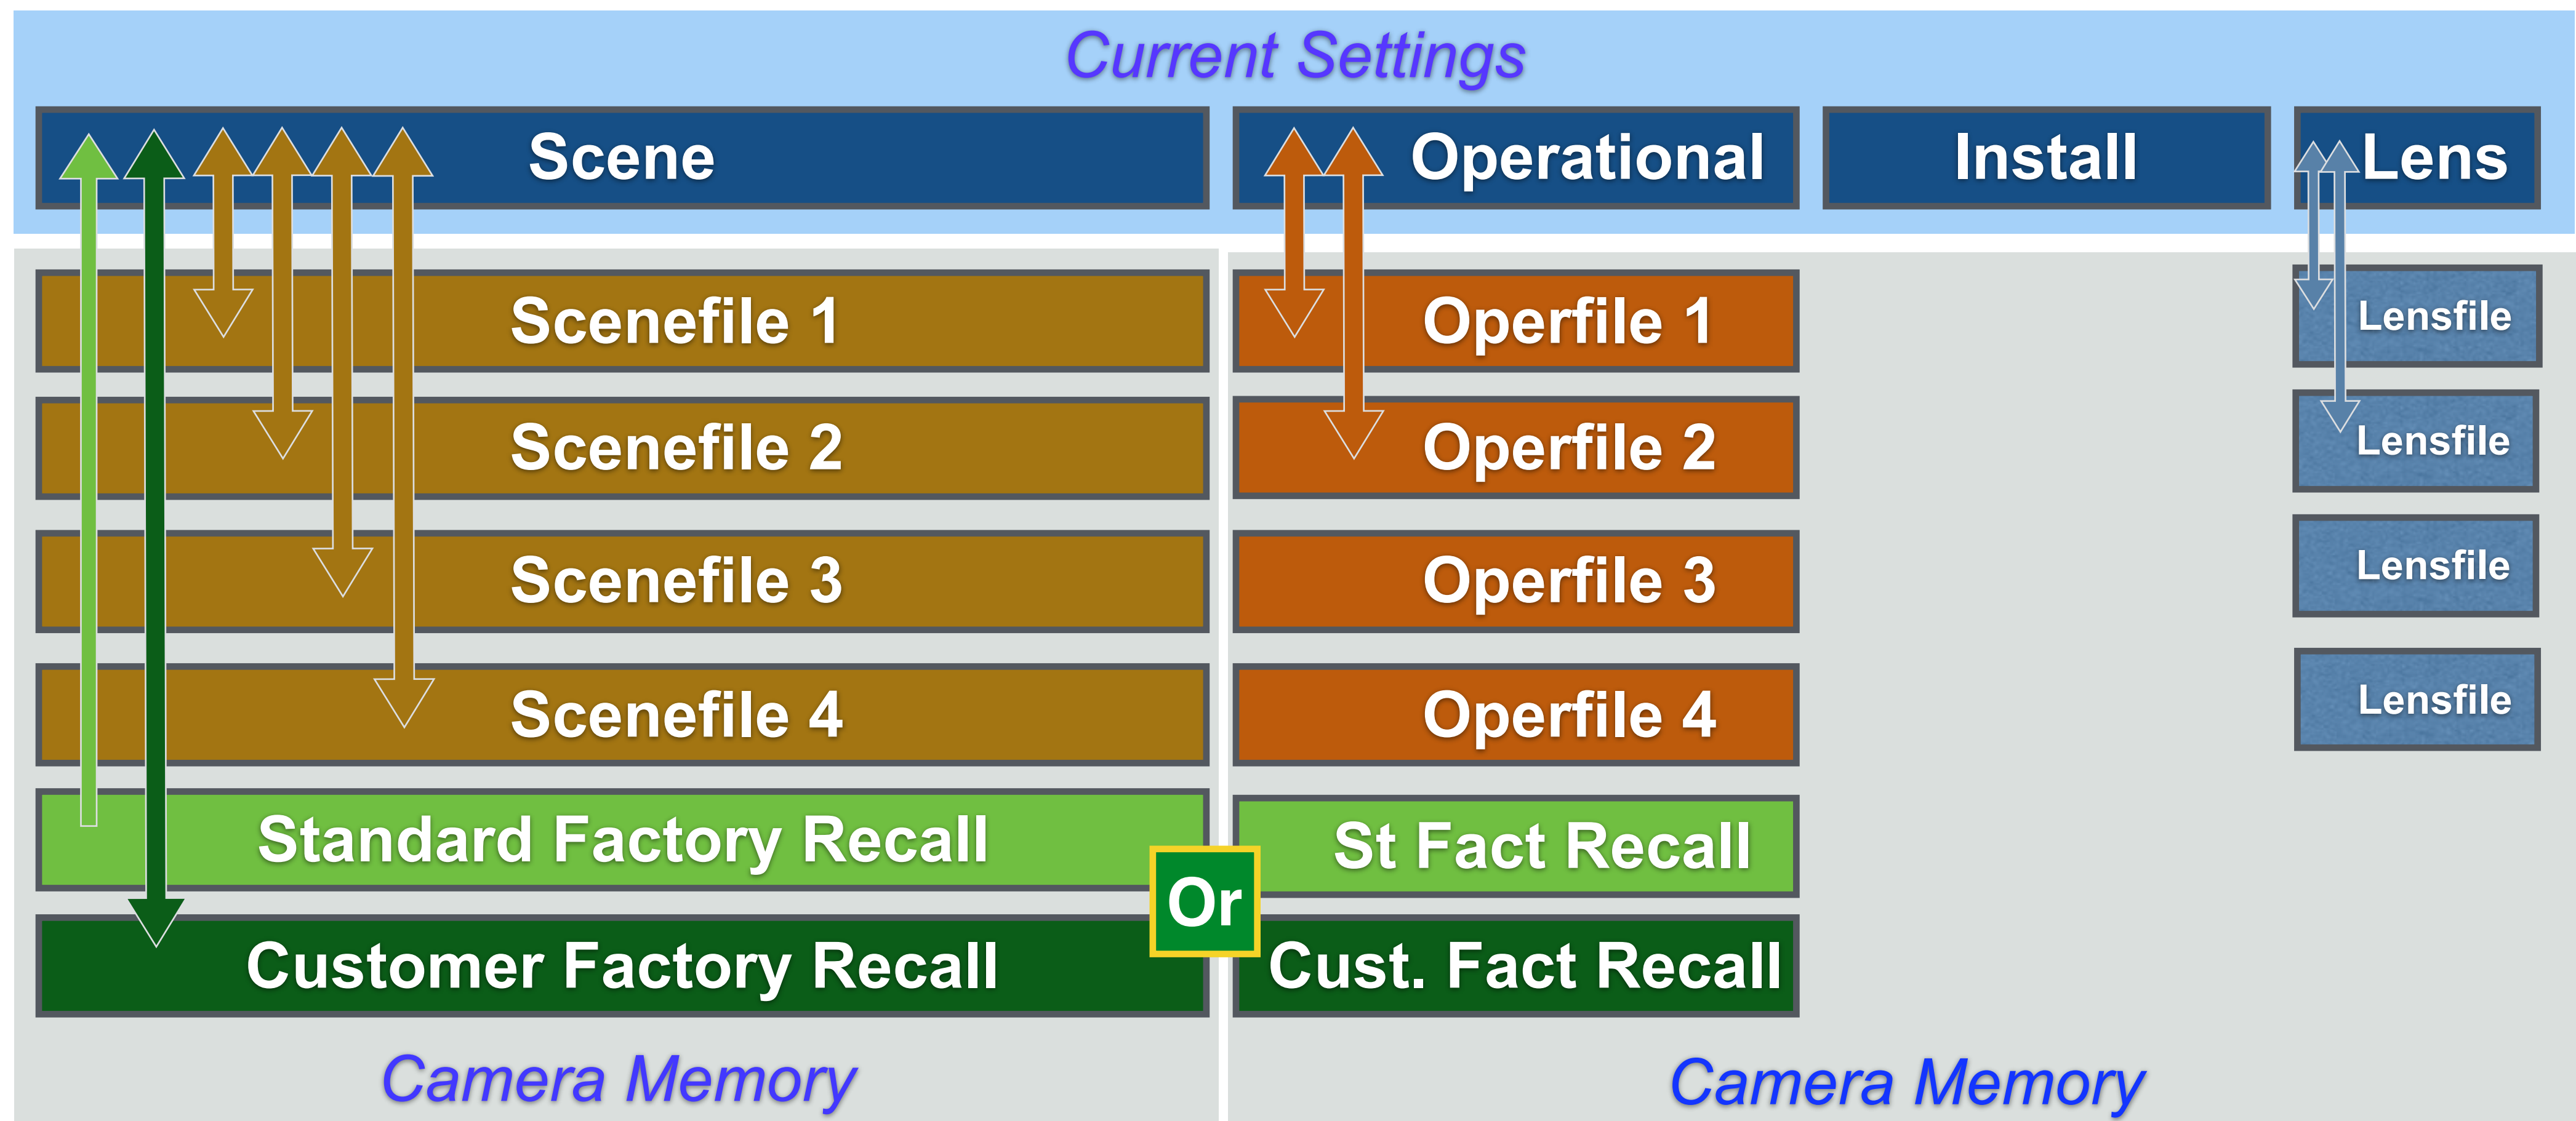 Current Settings
Scene
Operational
Install
Lens
Scenefile 1
Operfile 1
Lensfile
Scenefile 2
Operfile 2
Lensfile
Scenefile 3
Operfile 3
Lensfile
Scenefile 4
Operfile 4
Lensfile
Standard Factory Recall
St Fact Recall
Or
Customer Factory Recall
Cust. Fact Recall
Camera Memory
Camera Memory